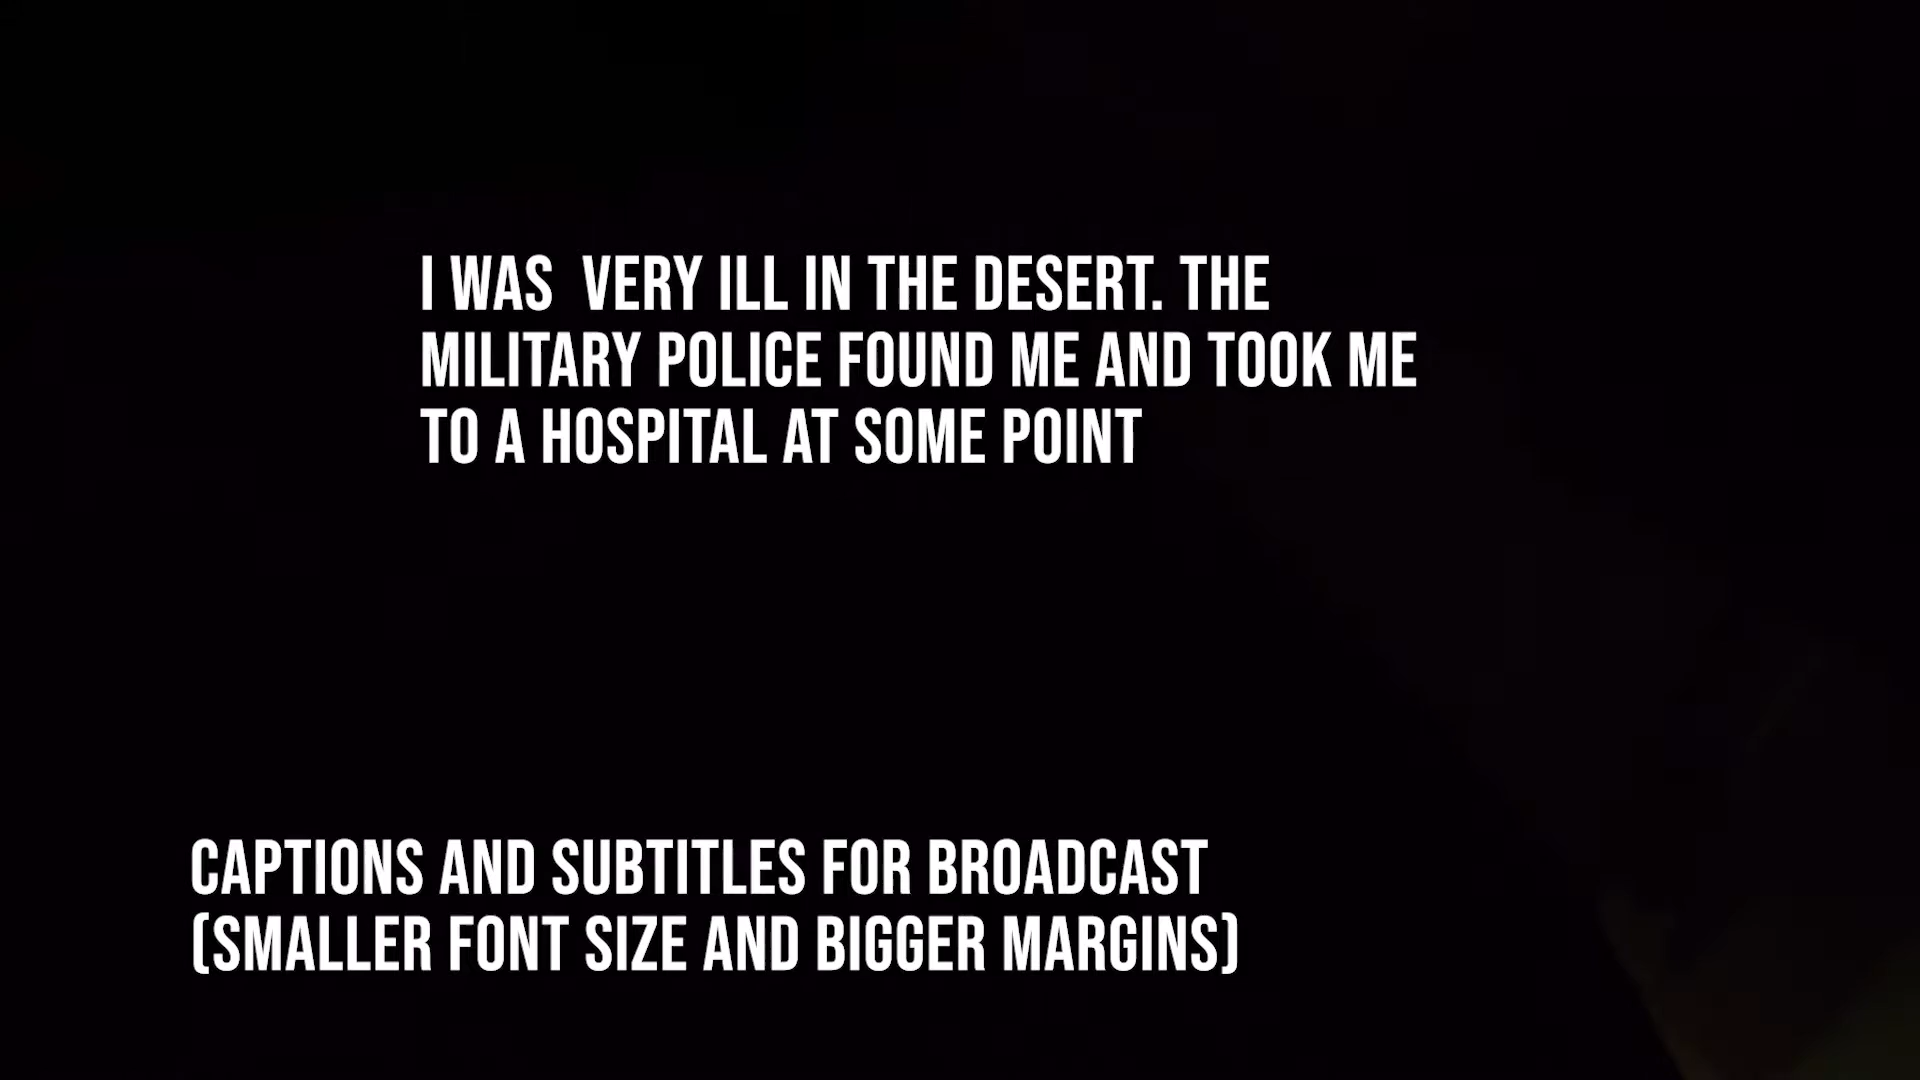 I WAS  VERY ILL IN THE DESERT. THE
MILITARY POLICE FOUND ME AND TOOK ME
TO A HOSPITAL AT SOME POINT
CAPTIONS AND SUBTITLES FOR BROADCAST
(SMALLER FONT SIZE AND BIGGER MARGINS)